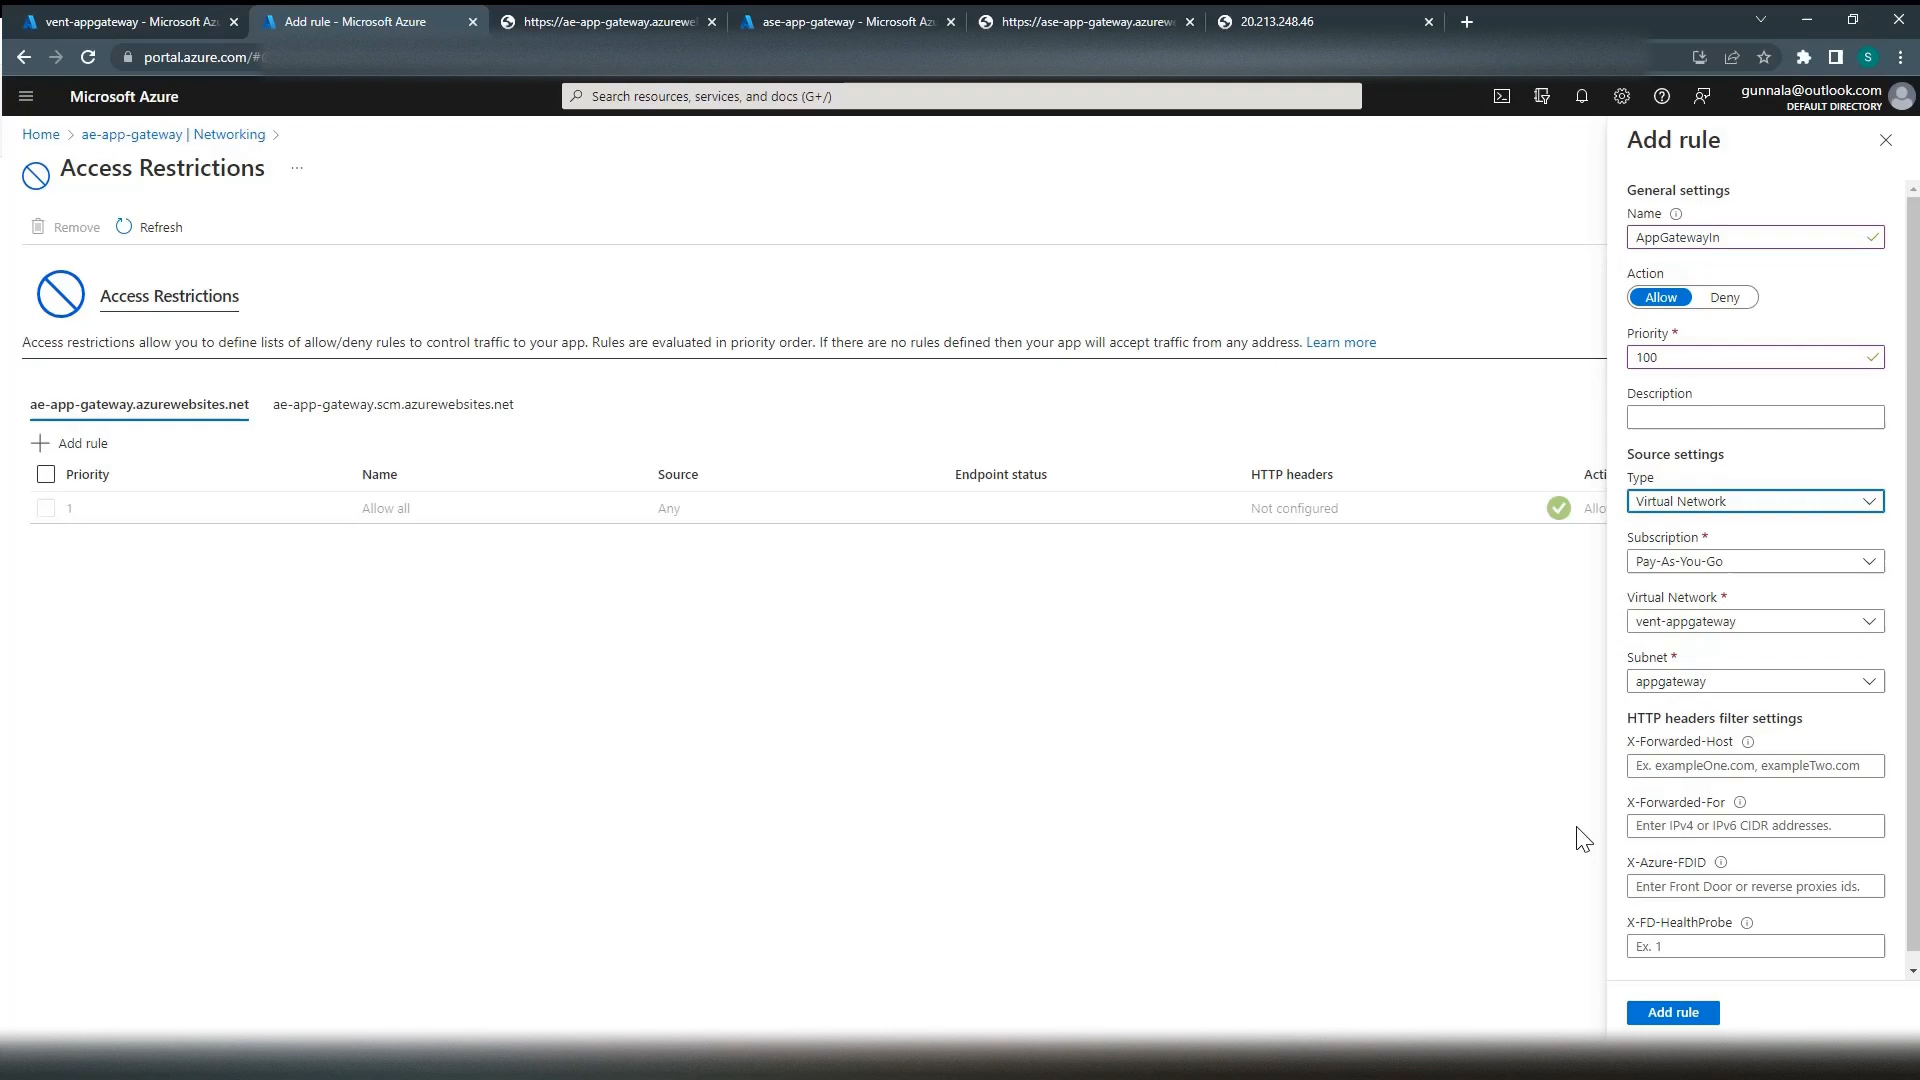 vent-appgateway - Microsoft Az
Add rule - Microsoft Azure
https://ae-app-gateway.azurewe
ase-appgateway - Microsoft Az
https://ase-app-gateway.azurew
20.213.248.46
portal.azure.com/#
S
Microsoft Azure
Search resources, services, and docs (G+/)
gunnala@outlook.com
DEFAULT DIRECTORY
Home > ae-app-gateway | Networking >
Access Restrictions ...
Remove Refresh
Access Restrictions
Access restrictions allow you to define lists of allow/deny rules to control traffic to your app. Rules are evaluated in priority order. If there are no rules defined then your app will accept traffic from any address. Learn more
ae-app-gateway.azurewebsites.net ae-app-gateway.scm.azurewebsites.net
Add rule
Priority Name Source Endpoint status HTTP headers Acti
1 Allow all Any Not configured Allo
Add rule
General settings
Name
AppGatewayIn
Action
Allow Deny
Priority *
100
Description
Source settings
Type
Virtual Network
Subscription *
Pay-As-You-Go
Virtual Network *
vent-appgateway
Subnet *
appgateway
HTTP headers filter settings
X-Forwarded-Host
Ex. exampleOne.com, exampleTwo.com
X-Forwarded-For
Enter IPv4 or IPv6 CIDR addresses.
X-Azure-FDID
Enter Front Door or reverse proxies ids.
X-FD-HealthProbe
Ex. 1
Add rule